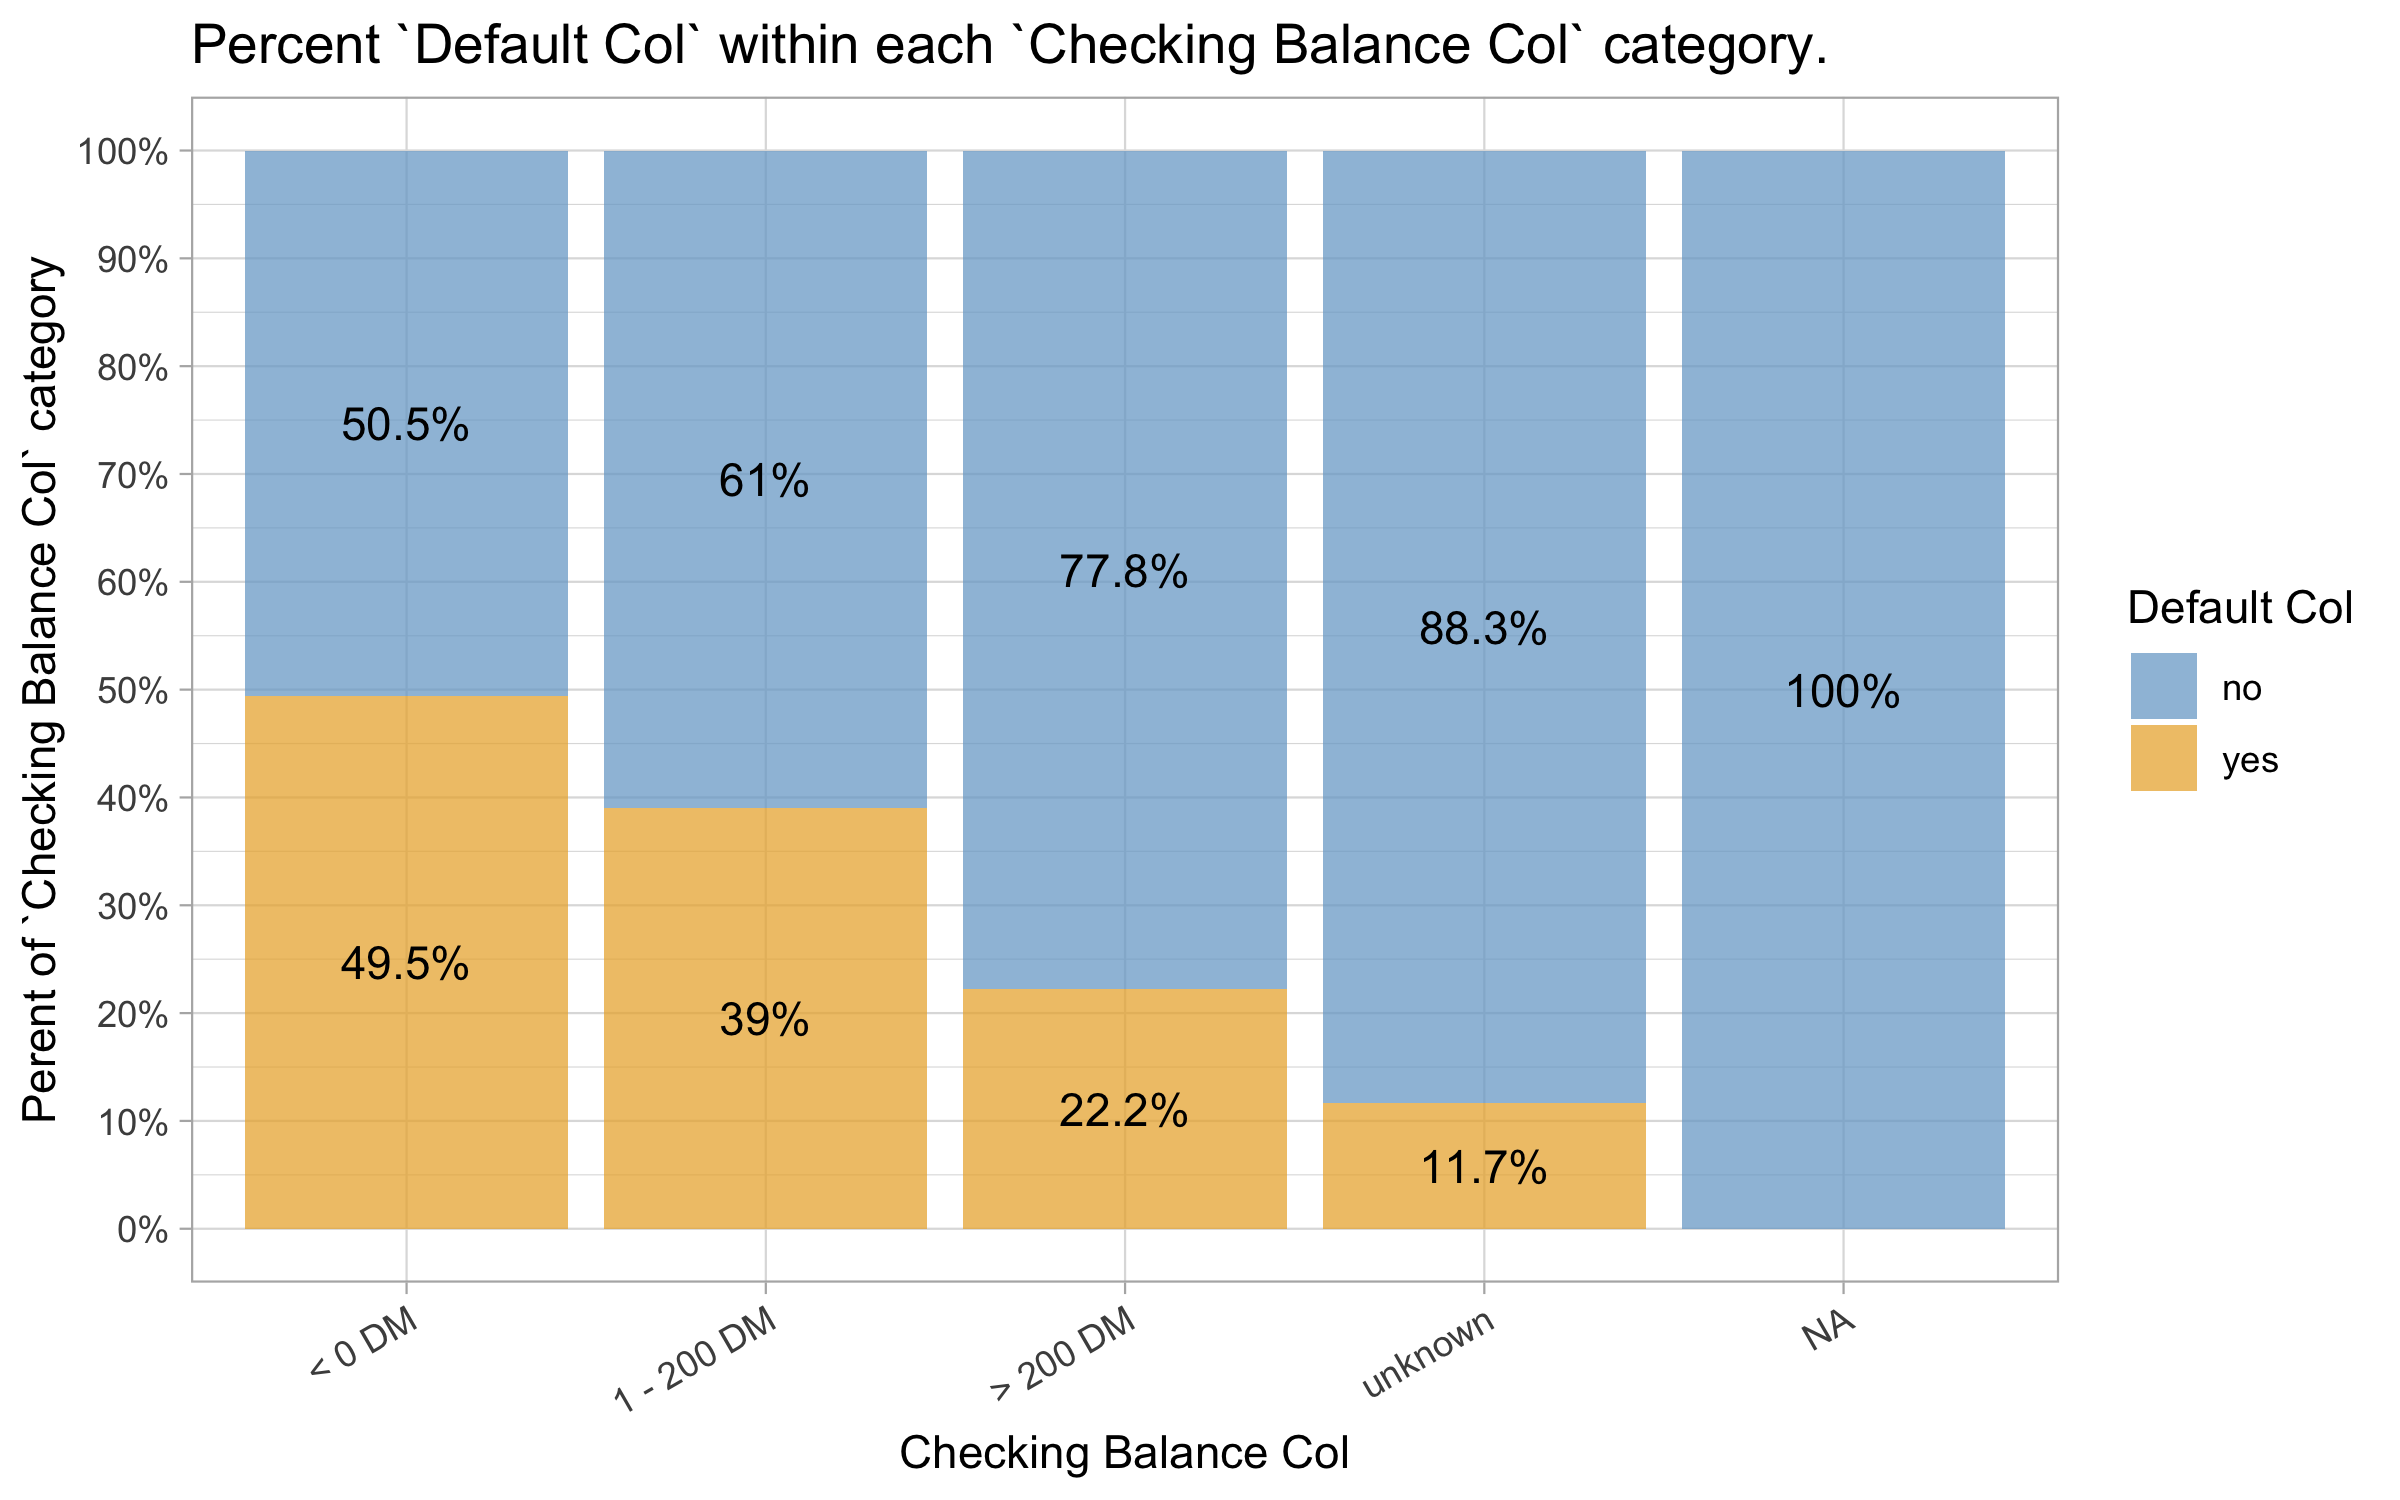 Percent `Default Col` within each `Checking Balance Col` category.
Perent of `Checking Balance Col` category
100%
90%
80%
70%
60%
50%
40%
30%
20%
10%
0%
50.5%
49.5%
61%
39%
77.8%
22.2%
88.3%
11.7%
100%
< 0 DM
1 - 200 DM
> 200 DM
unknown
NA
Checking Balance Col
Default Col
no
yes